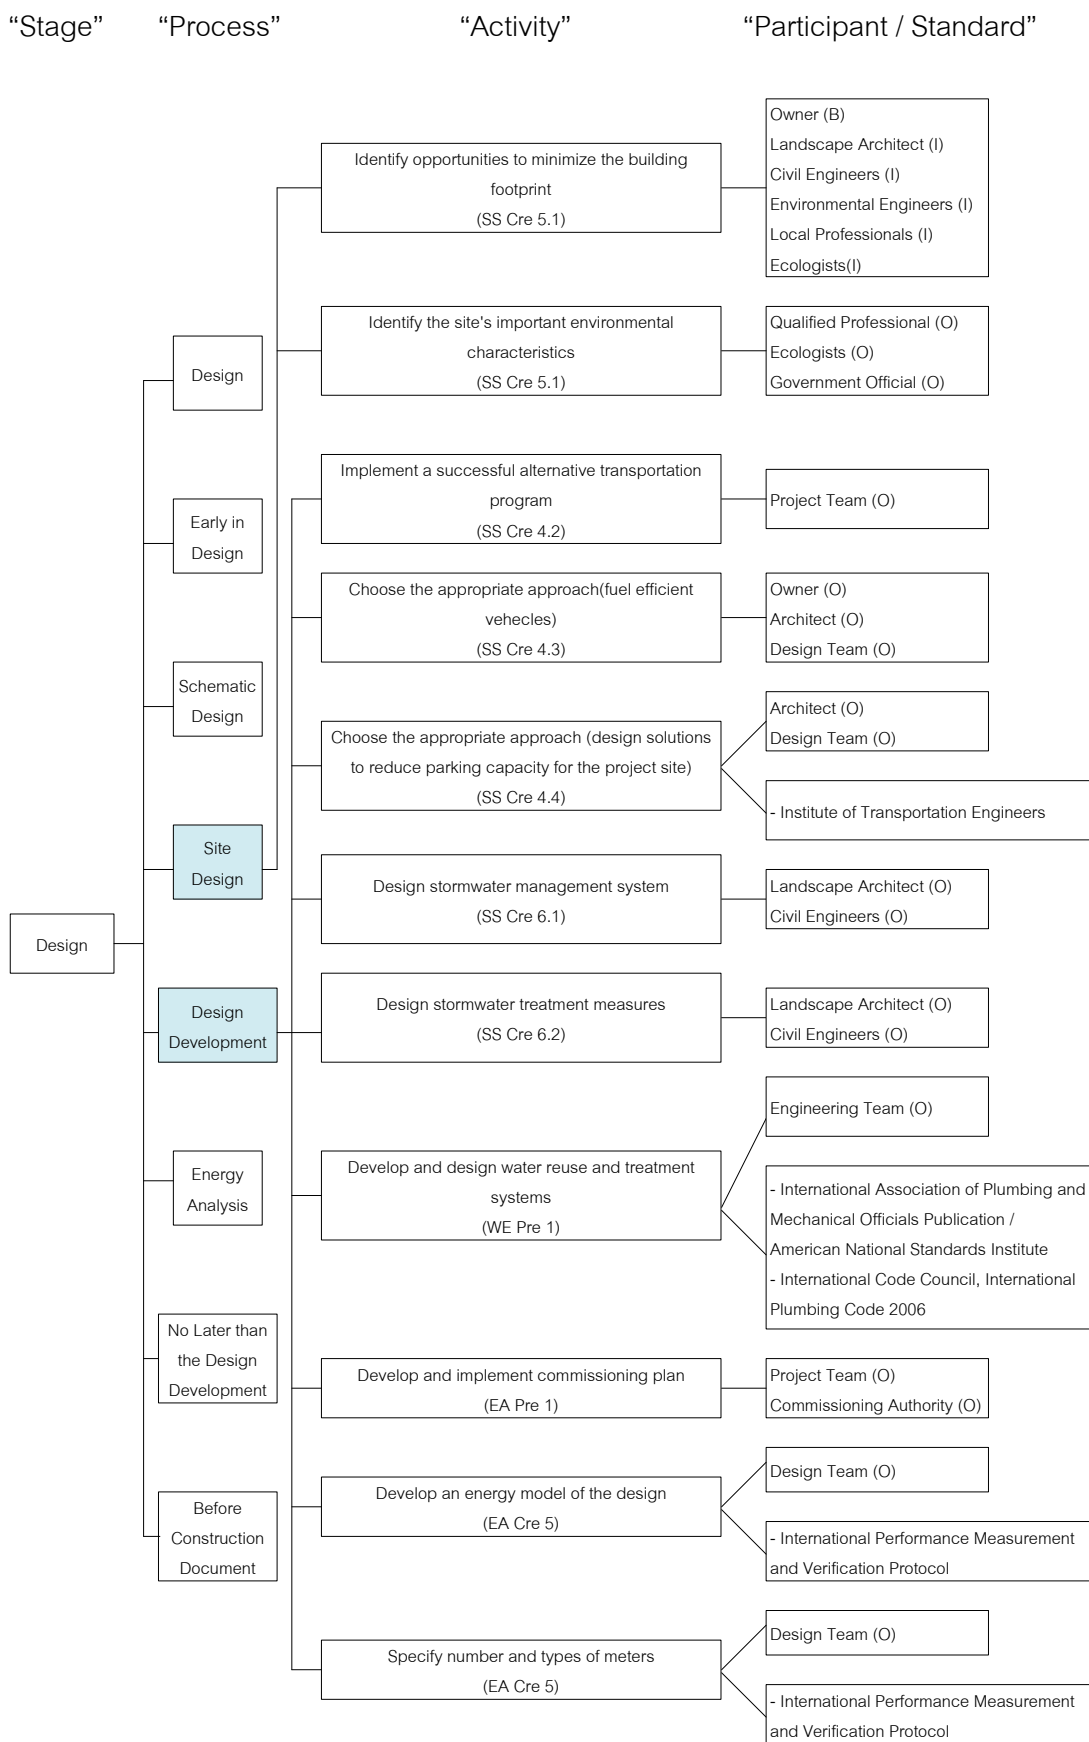 “Stage”
“Process”
“Activity”
“Participant / Standard”
Design
Design
Early in
Design
Schematic
Design
Site
Design
Design
Development
Energy
Analysis
No Later than
the Design
Development
Before
Construction
Document
Identify opportunities to minimize the building
footprint
(SS Cre 5.1)
Owner (B)
Landscape Architect (I)
Civil Engineers (I)
Environmental Engineers (I)
Local Professionals (I)
Ecologists(I)
Identify the site's important environmental
characteristics
(SS Cre 5.1)
Qualified Professional (O)
Ecologists (O)
Government Official (O)
Implement a successful alternative transportation
program
(SS Cre 4.2)
Project Team (O)
Choose the appropriate approach(fuel efficient
vehecles)
(SS Cre 4.3)
Owner (O)
Architect (O)
Design Team (O)
Choose the appropriate approach (design solutions
to reduce parking capacity for the project site)
(SS Cre 4.4)
Architect (O)
Design Team (O)
- Institute of Transportation Engineers
Design stormwater management system
(SS Cre 6.1)
Landscape Architect (O)
Civil Engineers (O)
Design stormwater treatment measures
(SS Cre 6.2)
Landscape Architect (O)
Civil Engineers (O)
Develop and design water reuse and treatment
systems
(WE Pre 1)
Engineering Team (O)
- International Association of Plumbing and
Mechanical Officials Publication /
American National Standards Institute
- International Code Council, International
Plumbing Code 2006
Develop and implement commissioning plan
(EA Pre 1)
Project Team (O)
Commissioning Authority (O)
Develop an energy model of the design
(EA Cre 5)
Design Team (O)
- International Performance Measurement
and Verification Protocol
Specify number and types of meters
(EA Cre 5)
Design Team (O)
- International Performance Measurement
and Verification Protocol